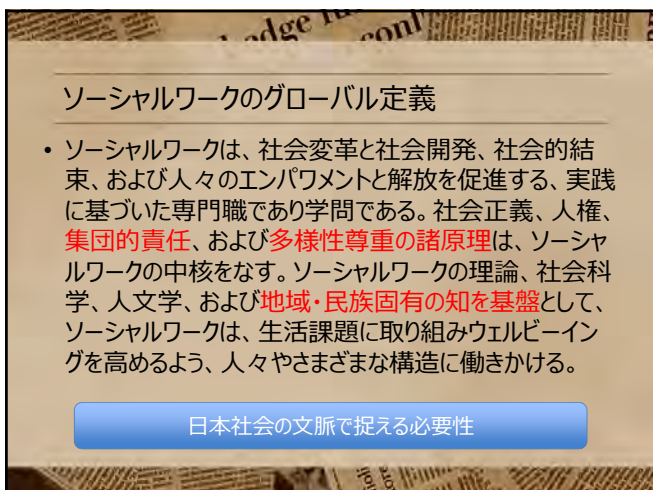 ソーシャルワークのグローバル定義
• ソーシャルワークは、社会変革と社会開発、社会的結
束、および人々のエンパワメントと解放を促進する、実践
に基づいた専門職であり学問である。社会正義、人権、
集団的責任、および多様性尊重の諸原理は、ソーシャ
ルワークの中核をなす。ソーシャルワークの理論、社会科
学、人文学、および地域・民族固有の知を基盤として、
ソーシャルワークは、生活課題に取り組みウェルビーイン
グを高めるよう、人々やさまざまな構造に働きかける。
日本社会の文脈で捉える必要性